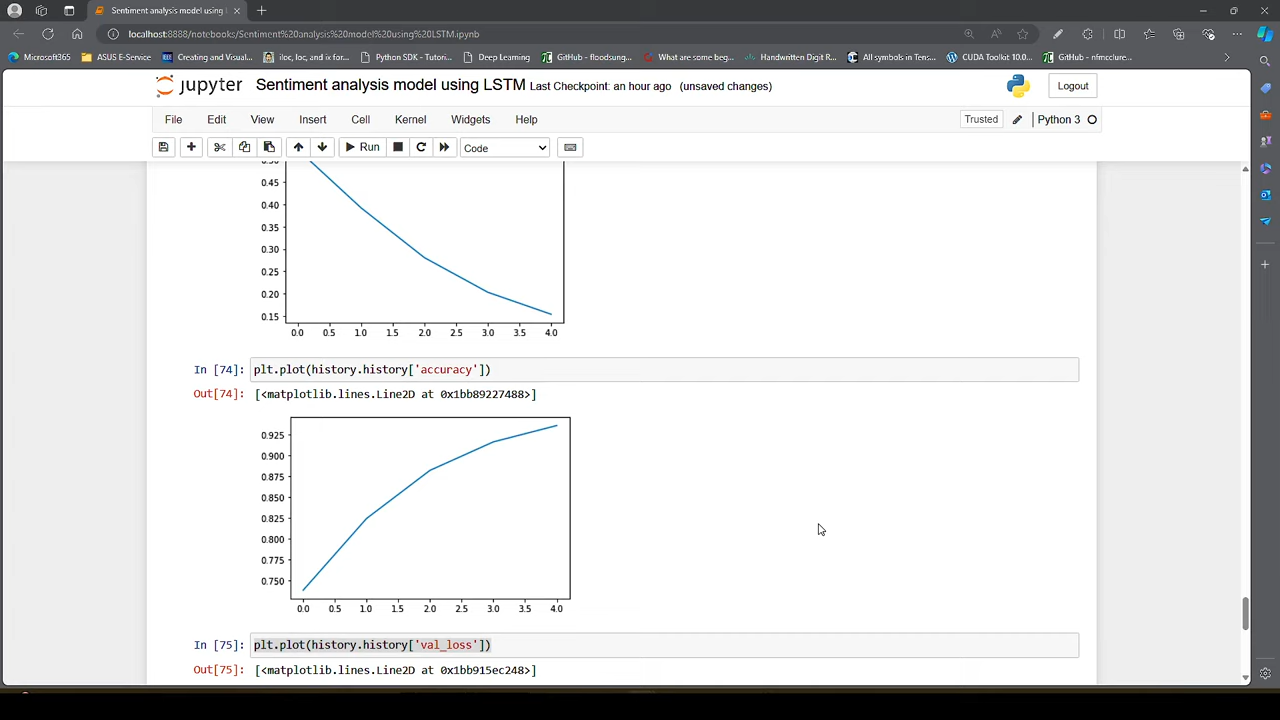 Sentiment analysis model using
localhost:8888/notebooks/Sentiment%20analysis%20model%20using%20LSTM.ipynb
Microsoft365 ASUS E-Service Creating and Visual... iloc, loc, and ix for... Python SDK - Tutori... Deep Learning GitHub - floodsung... What are some beg... Handwritten Digit R... All symbols in Tens... CUDA Toolkit 10.0... GitHub - nfmcclure...
jupyter Sentiment analysis model using LSTM Last Checkpoint: an hour ago (unsaved changes) Logout
File Edit View Insert Cell Kernel Widgets Help Trusted Python 3
Run Code
0.50
0.45
0.40
0.35
0.30
0.25
0.20
0.15
0.0 0.5 1.0 1.5 2.0 2.5 3.0 3.5 4.0
In [74]: plt.plot(history.history['accuracy'])
Out[74]: [<matplotlib.lines.Line2D at 0x1bb89227488>]
0.925
0.900
0.875
0.850
0.825
0.800
0.775
0.750
0.0 0.5 1.0 1.5 2.0 2.5 3.0 3.5 4.0
In [75]: plt.plot(history.history['val_loss'])
Out[75]: [<matplotlib.lines.Line2D at 0x1bb915ec248>]